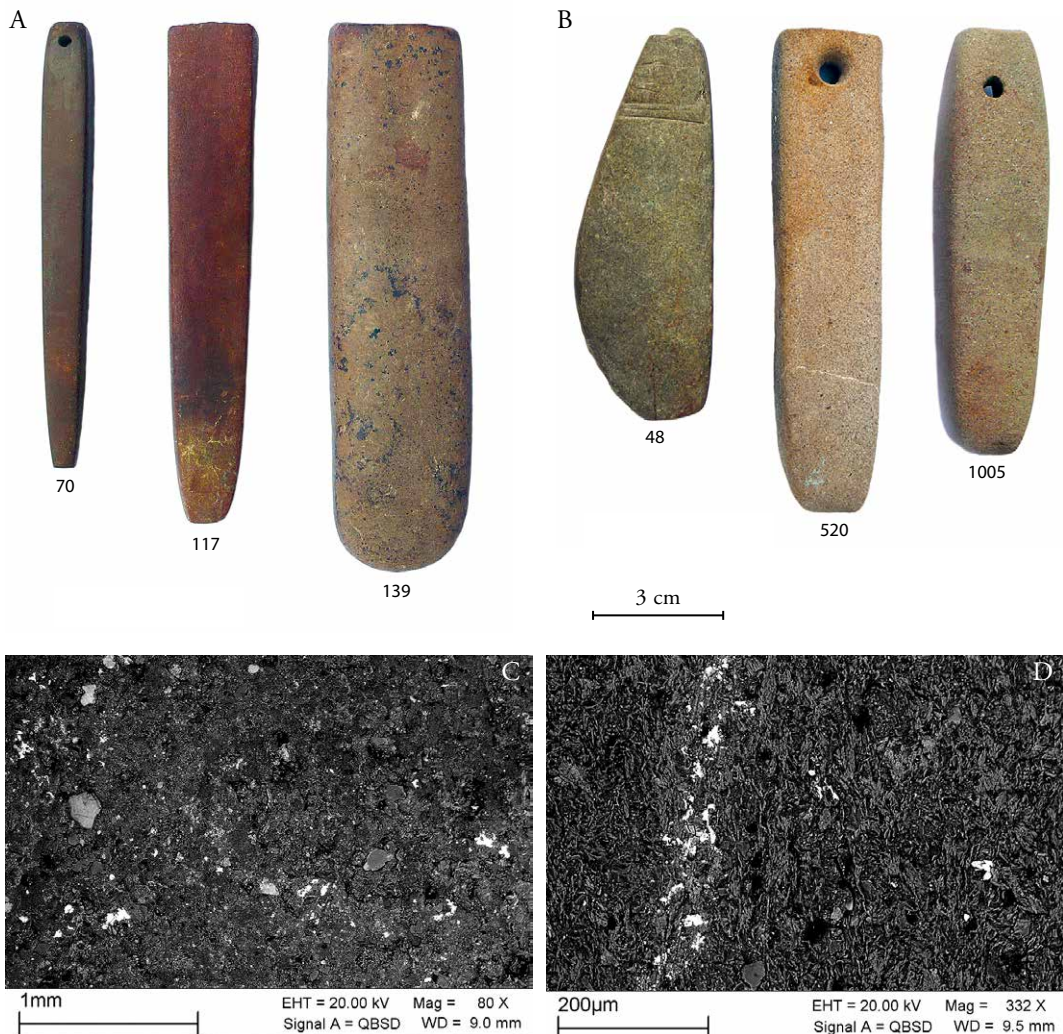 A
B
70
117
139
48
520
1005
3 cm
C
D
1mm
EHT = 20.00 kV Mag = 80 X
Signal A = QBSD WD = 9.0 mm
200µm
EHT = 20.00 kV Mag = 332 X
Signal A = QBSD WD = 9.5 mm